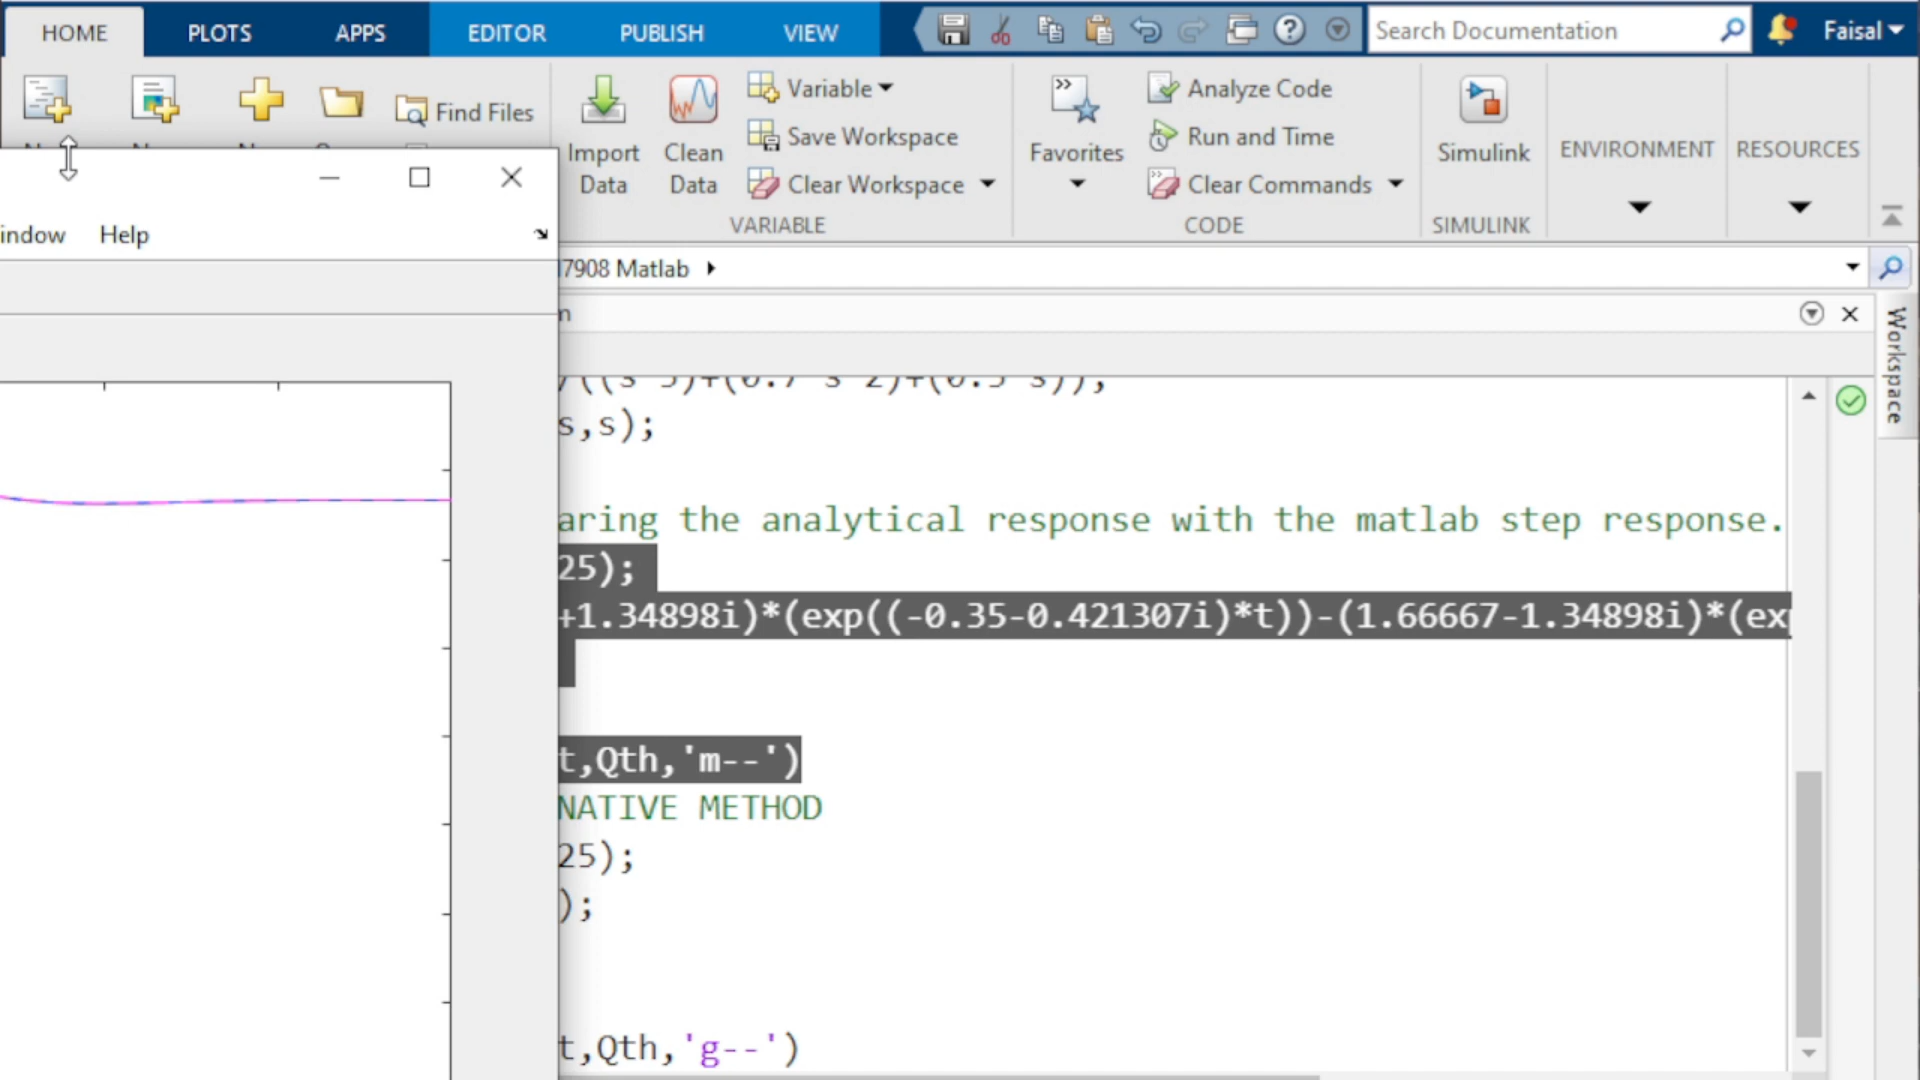 HOME PLOTS APPS EDITOR PUBLISH VIEW Search Documentation Faisal
Find Files
Import Data
Clean Data
Variable
Save Workspace
Clear Workspace
VARIABLE
Favorites
Analyze Code
Run and Time
Clear Commands
CODE
Simulink
SIMULINK
ENVIRONMENT
RESOURCES
indow Help
7908 Matlab
Workspace
s,s);
aring the analytical response with the matlab step response.
25);
+1.34898i)*(exp((-0.35-0.421307i)*t))-(1.66667-1.34898i)*(ex
t,Qth,'m--')
NATIVE METHOD
25);
);
t,Qth,'g--')